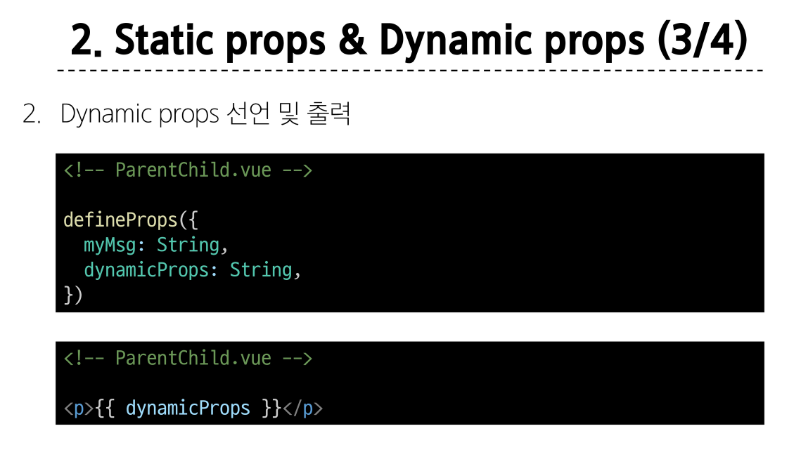 2. Static props & Dynamic props (3/4)
2. Dynamic props 선언 및 출력
<!-- ParentChild.vue -->
defineProps({
  myMsg: String,
  dynamicProps: String,
})
<!-- ParentChild.vue -->
<p>{{ dynamicProps }}</p>